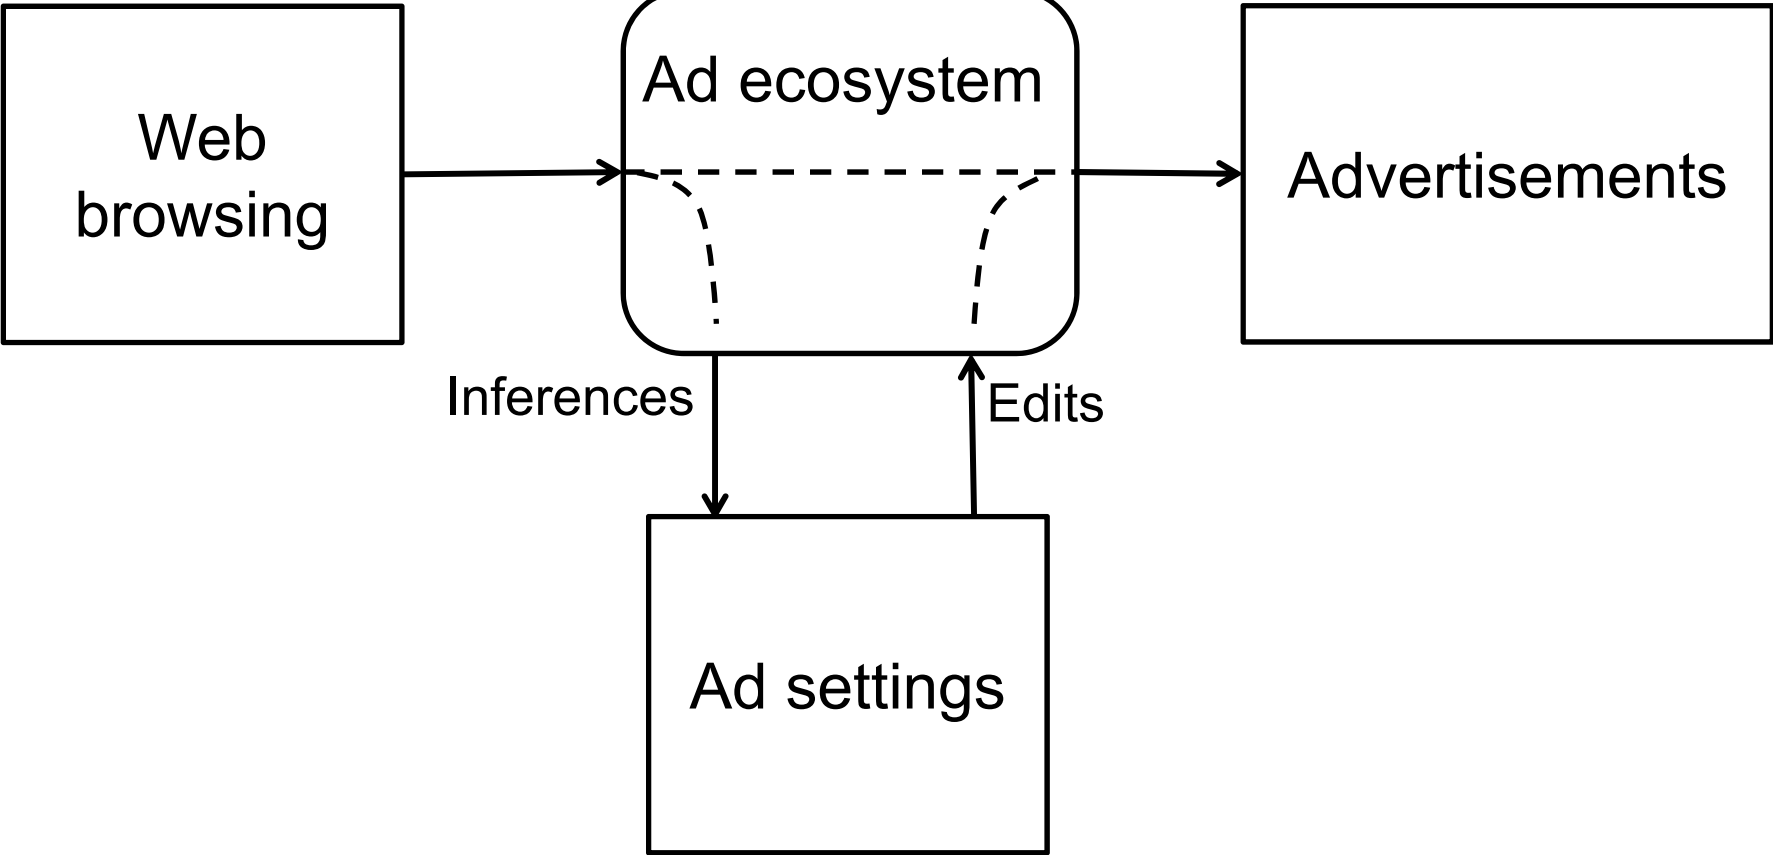 Web
browsing
Ad ecosystem
Advertisements
Inferences
Edits
Ad settings